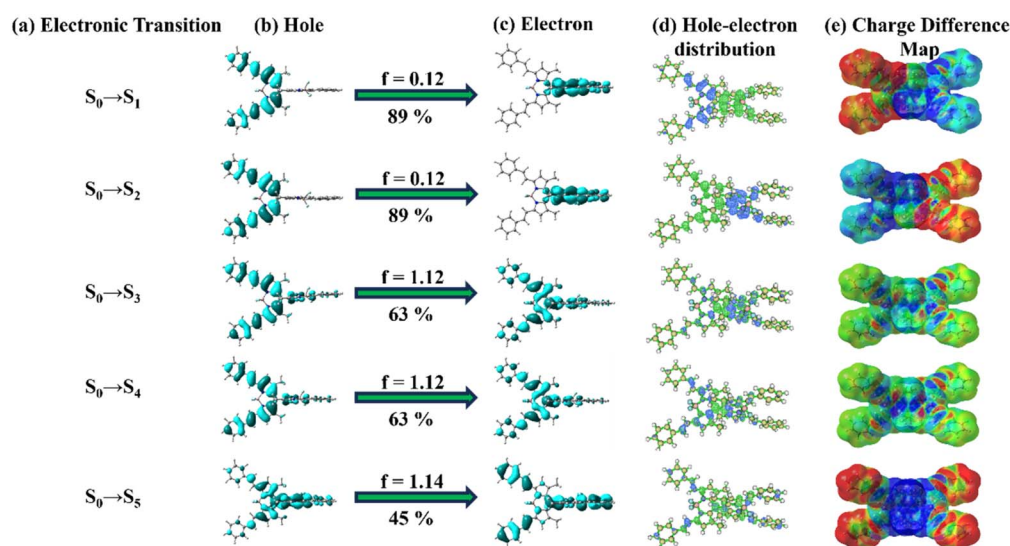 (a) Electronic Transition (b) Hole (c) Electron (d) Hole-electron distribution (e) Charge Difference Map
S₀→S₁ f = 0.12
89 %
S₀→S₂ f = 0.12
89 %
S₀→S₃ f = 1.12
63 %
S₀→S₄ f = 1.12
63 %
S₀→S₅ f = 1.14
45 %